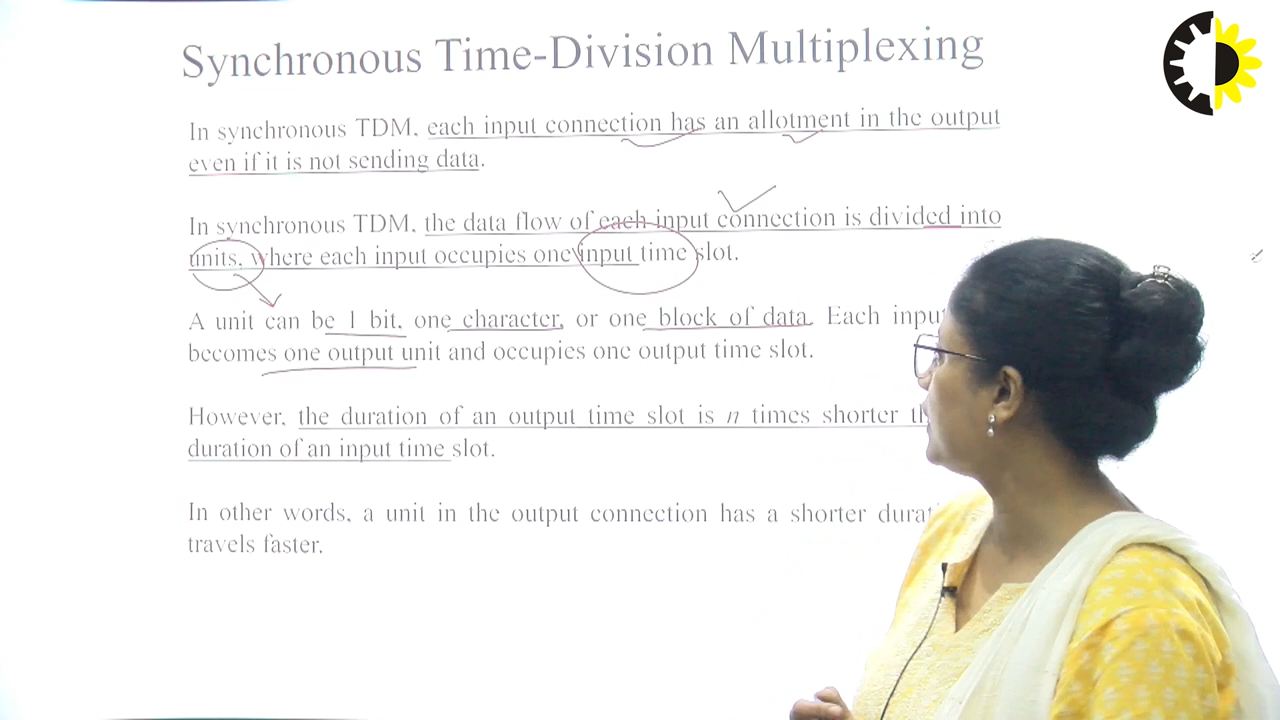 Synchronous Time-Division Multiplexing
In synchronous TDM, each input connection has an allotment in the output
even if it is not sending data.
In synchronous TDM, the data flow of each input connection is divided into
units, where each input occupies one input time slot.
A unit can be 1 bit, one character, or one block of data. Each input
becomes one output unit and occupies one output time slot.
However, the duration of an output time slot is n times shorter
duration of an input time slot.
In other words, a unit in the output connection has a shorter
travels faster.